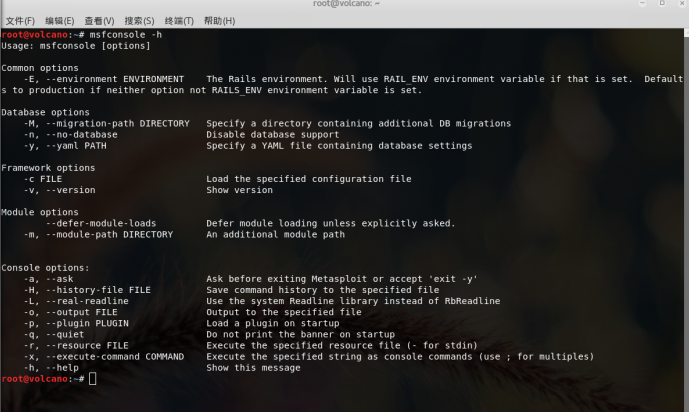 root@volcano: ~
文件(F) 编辑(E) 查看(V) 搜索(S) 终端(T) 帮助(H)
root@volcano:~# msfconsole -h
Usage: msfconsole [options]
Common options
-E, --environment ENVIRONMENT The Rails environment. Will use RAIL_ENV environment variable if that is set. Default
s to production if neither option not RAILS_ENV environment variable is set.
Database options
-M, --migration-path DIRECTORY Specify a directory containing additional DB migrations
-n, --no-database Disable database support
-y, --yaml PATH Specify a YAML file containing database settings
Framework options
-c FILE Load the specified configuration file
-v, --version Show version
Module options
--defer-module-loads Defer module loading unless explicitly asked.
-m, --module-path DIRECTORY An additional module path
Console options:
-a, --ask Ask before exiting Metasploit or accept 'exit -y'
-H, --history-file FILE Save command history to the specified file
-L, --real-readline Use the system Readline library instead of RbReadline
-o, --output FILE Output to the specified file
-p, --plugin PLUGIN Load a plugin on startup
-q, --quiet Do not print the banner on startup
-r, --resource FILE Execute the specified resource file (- for stdin)
-x, --execute-command COMMAND Execute the specified string as console commands (use ; for multiples)
-h, --help Show this message
root@volcano:~#